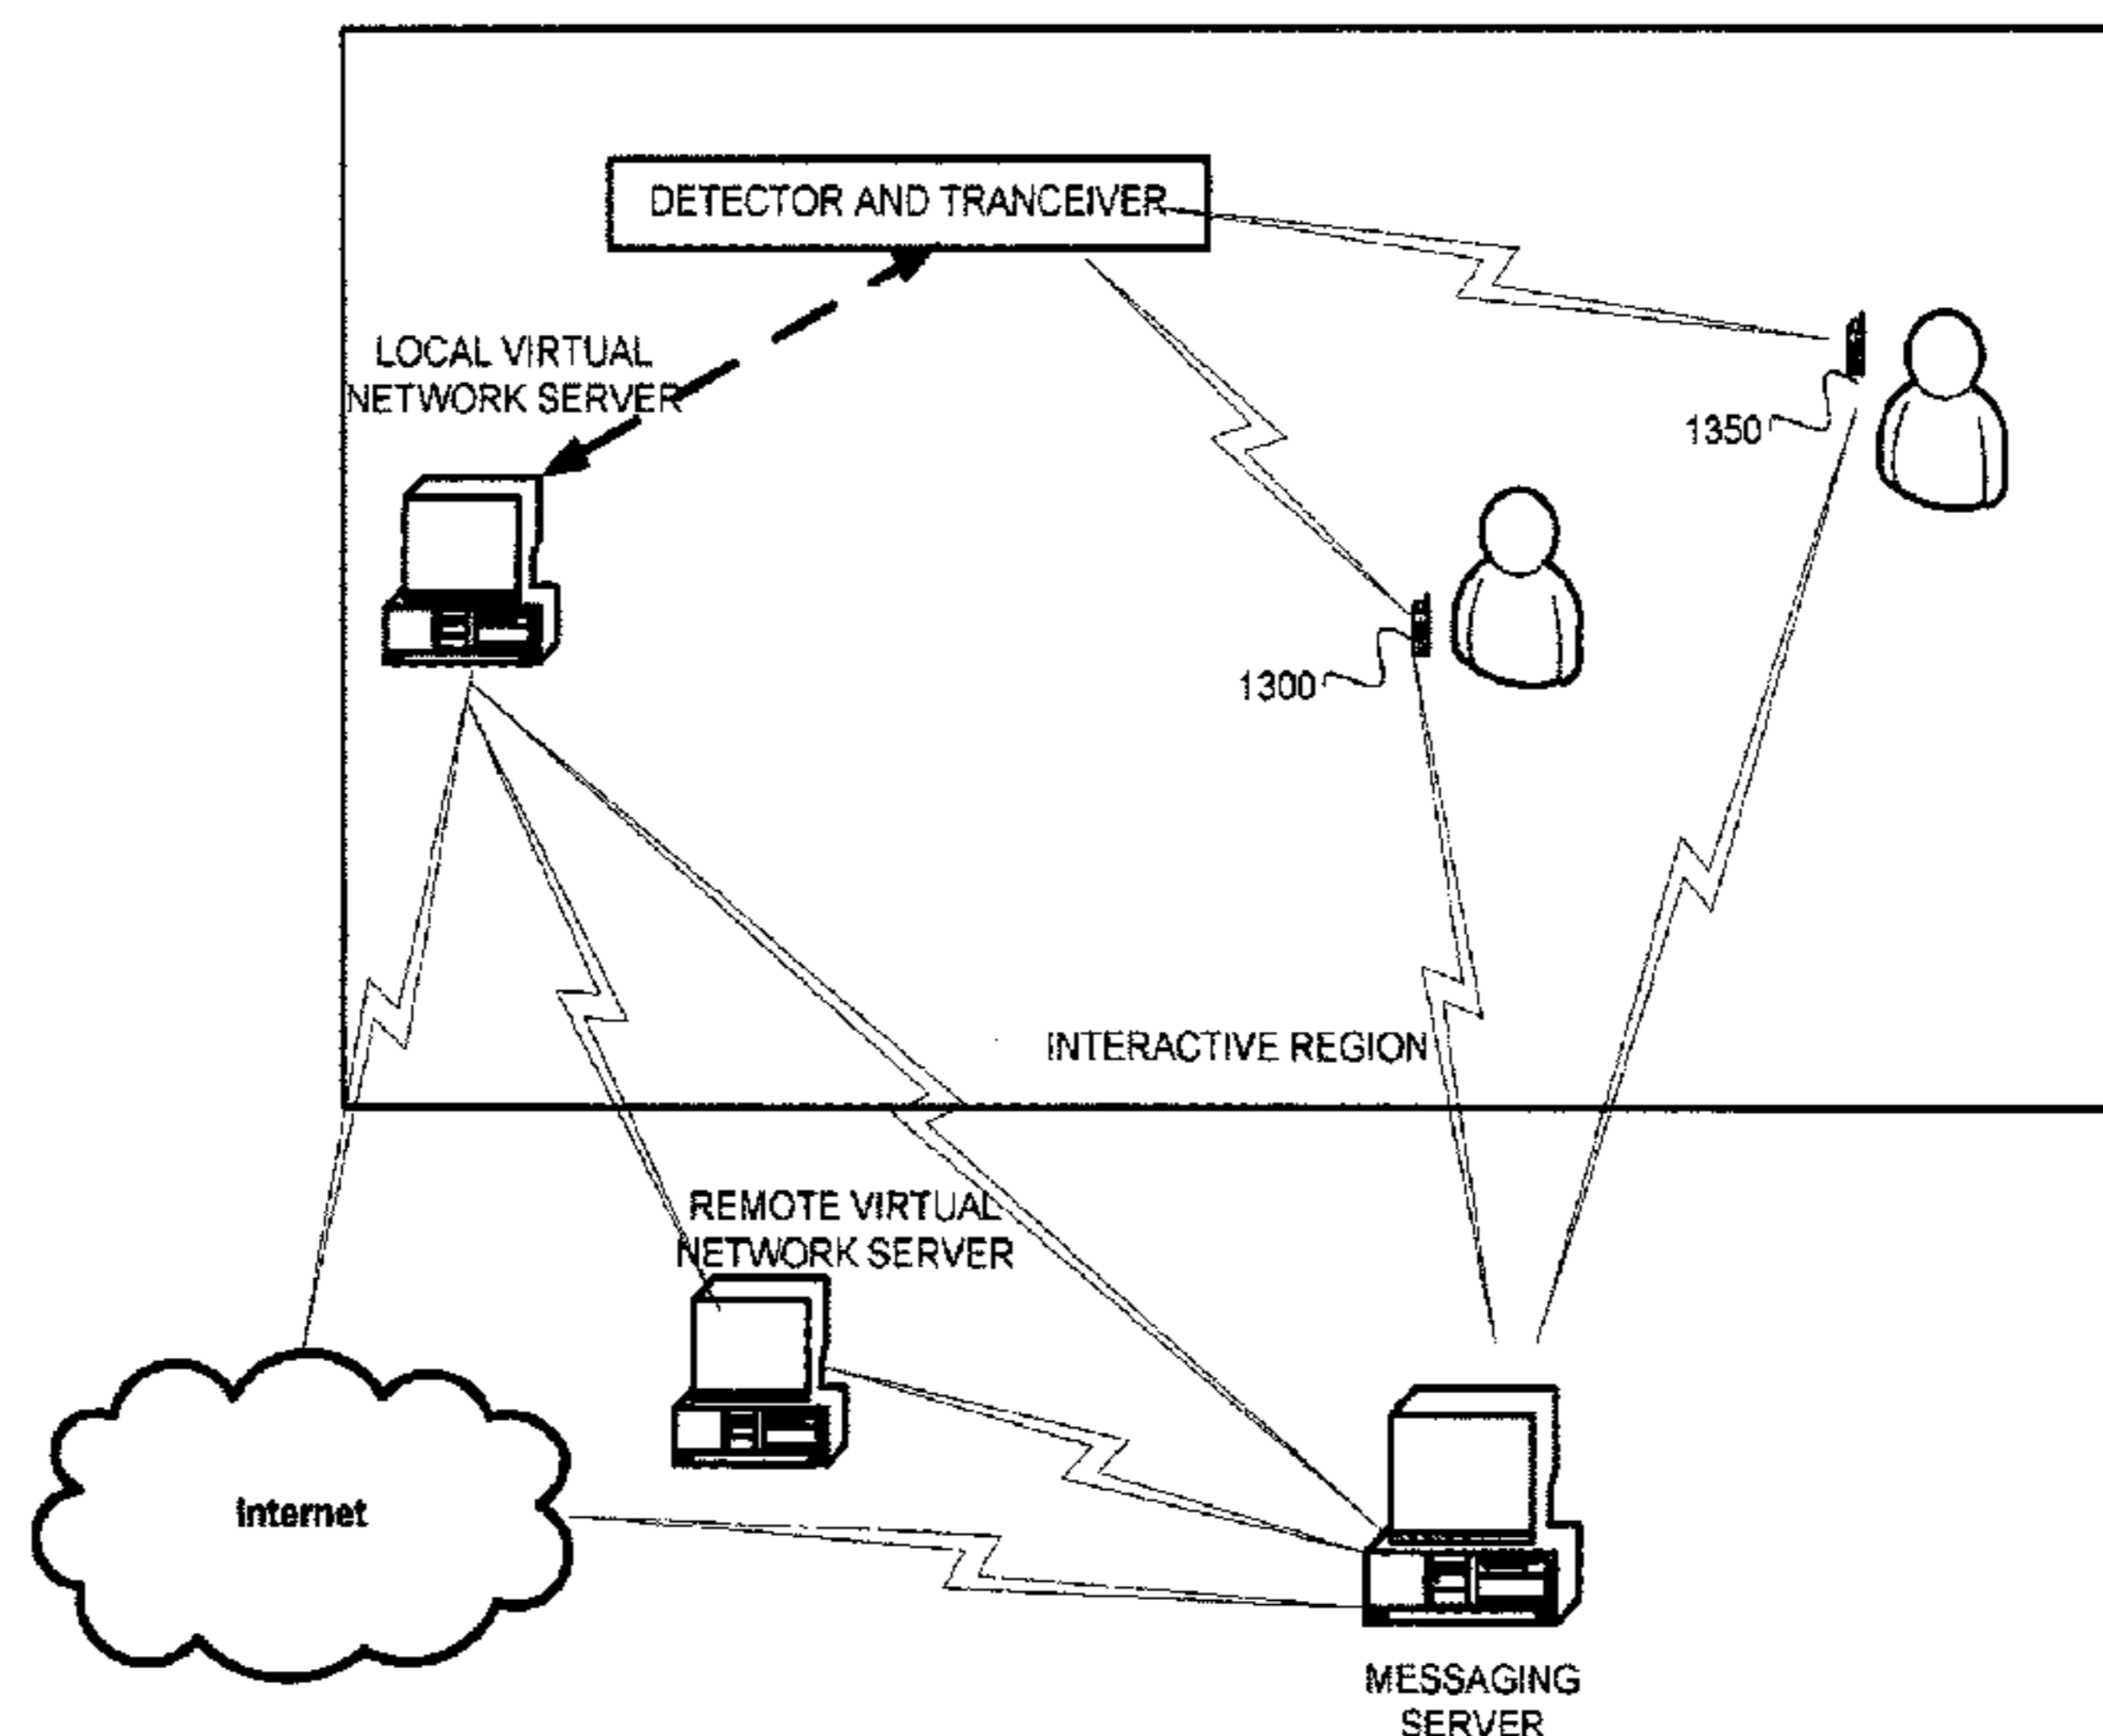 DETECTOR AND TRANCEIVER
LOCAL VIRTUAL
NETWORK SERVER
1350
1300
INTERACTIVE REGION
REMOTE VIRTUAL
NETWORK SERVER
Internet
MESSAGING
SERVER